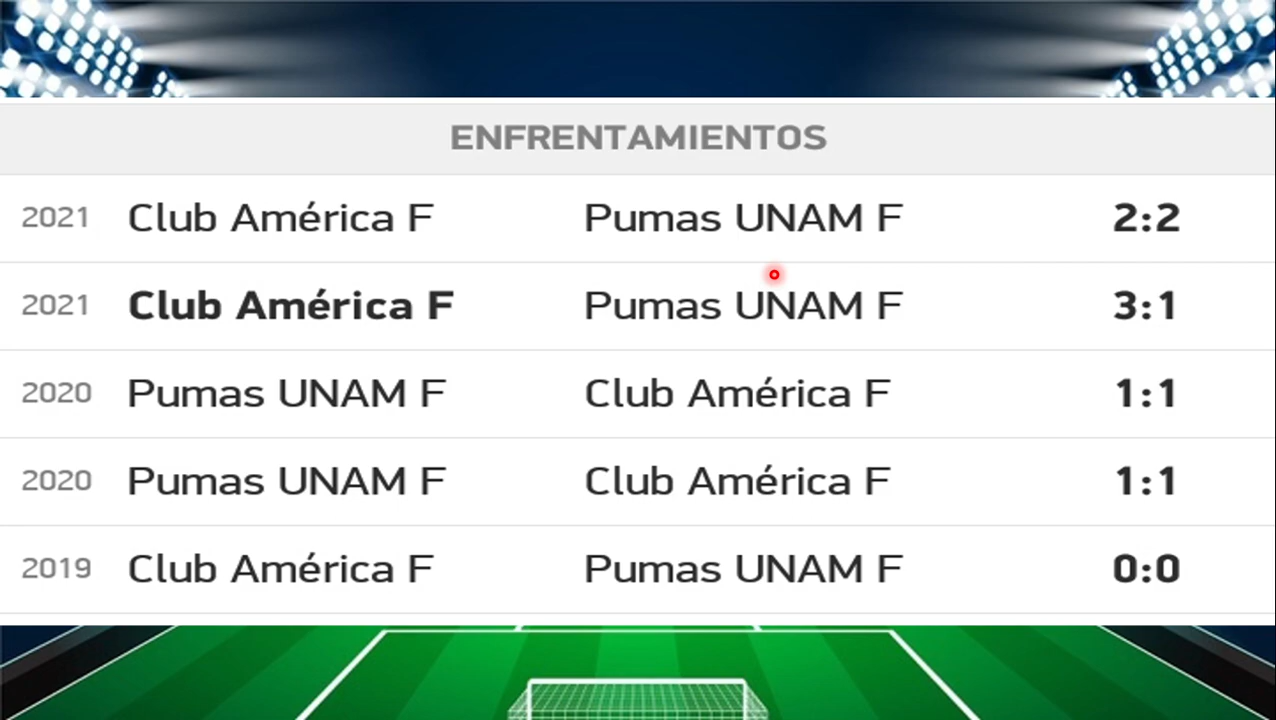 ENFRENTAMIENTOS
2021 Club América F Pumas UNAM F 2:2
2021 Club América F Pumas UNAM F 3:1
2020 Pumas UNAM F Club América F 1:1
2020 Pumas UNAM F Club América F 1:1
2019 Club América F Pumas UNAM F 0:0